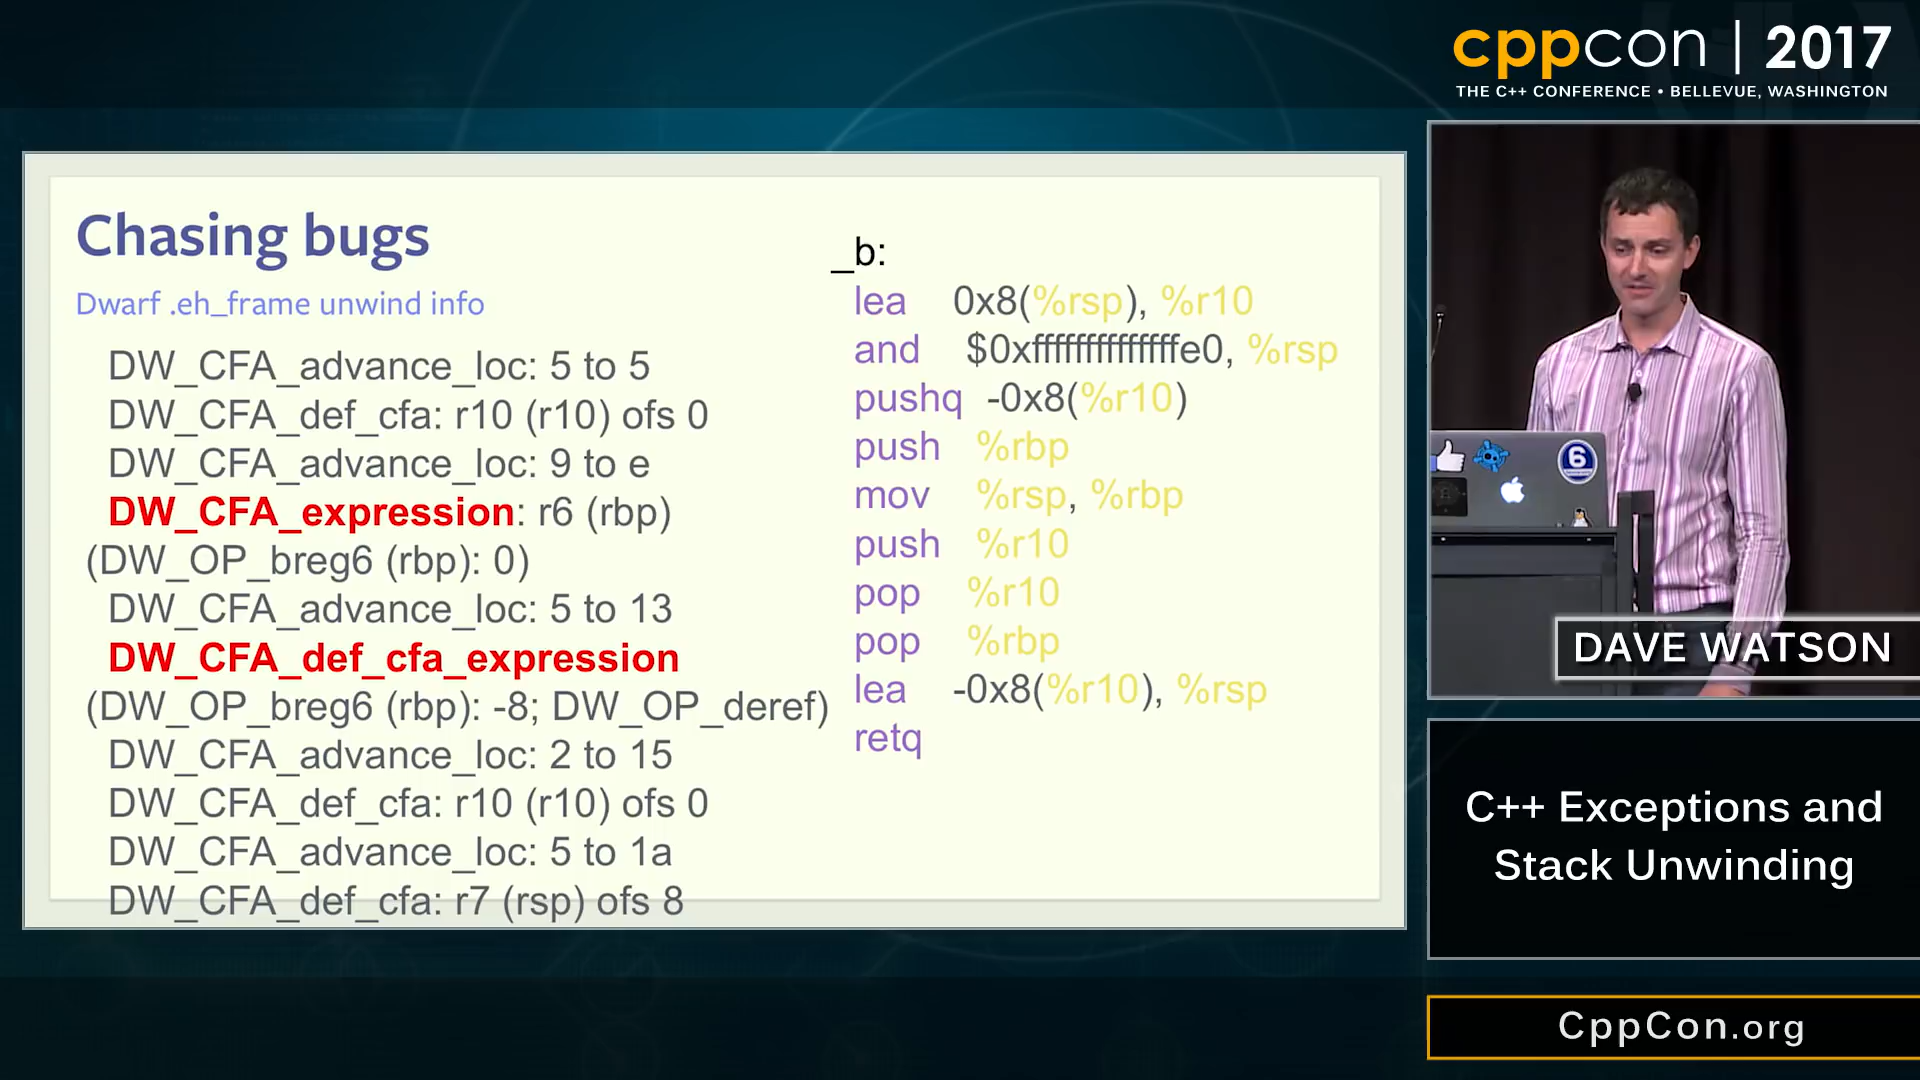 cppcon | 2017
THE C++ CONFERENCE • BELLEVUE, WASHINGTON
Chasing bugs
Dwarf .eh_frame unwind info
DW_CFA_advance_loc: 5 to 5
DW_CFA_def_cfa: r10 (r10) ofs 0
DW_CFA_advance_loc: 9 to e
DW_CFA_expression: r6 (rbp)
(DW_OP_breg6 (rbp): 0)
DW_CFA_advance_loc: 5 to 13
DW_CFA_def_cfa_expression
(DW_OP_breg6 (rbp): -8; DW_OP_deref)
DW_CFA_advance_loc: 2 to 15
DW_CFA_def_cfa: r10 (r10) ofs 0
DW_CFA_advance_loc: 5 to 1a
DW_CFA_def_cfa: r7 (rsp) ofs 8
_b:
lea 0x8(%rsp), %r10
and $0xffffffffffffffe0, %rsp
pushq -0x8(%r10)
push %rbp
mov %rsp, %rbp
push %r10
pop %r10
pop %rbp
lea -0x8(%r10), %rsp
retq
6
DAVE WATSON
C++ Exceptions and
Stack Unwinding
CppCon.org